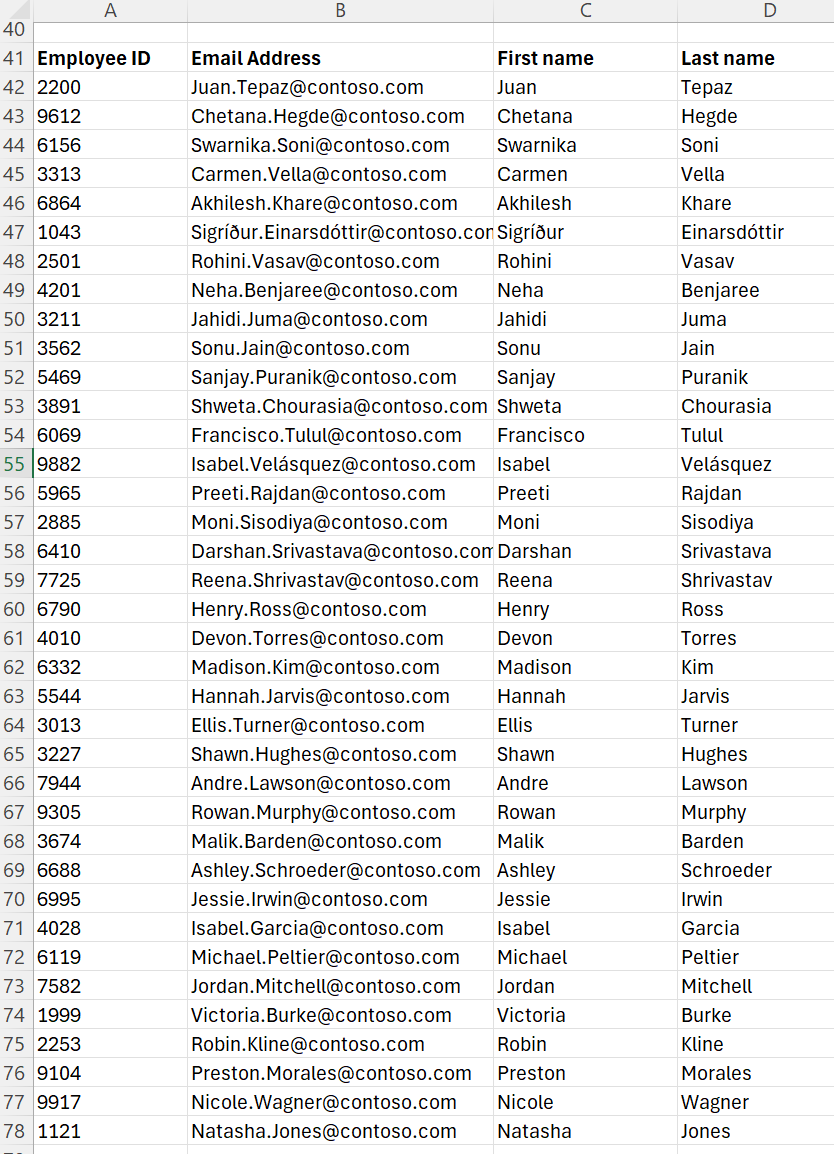 A B C D
40
41 Employee ID Email Address First name Last name
42 2200 Juan.Tepaz@contoso.com Juan Tepaz
43 9612 Chetana.Hegde@contoso.com Chetana Hegde
44 6156 Swarnika.Soni@contoso.com Swarnika Soni
45 3313 Carmen.Vella@contoso.com Carmen Vella
46 6864 Akhilesh.Khare@contoso.com Akhilesh Khare
47 1043 Sigríður.Einarsdóttir@contoso.com Sigríður Einarsdóttir
48 2501 Rohini.Vasav@contoso.com Rohini Vasav
49 4201 Neha.Benjaree@contoso.com Neha Benjaree
50 3211 Jahidi.Juma@contoso.com Jahidi Juma
51 3562 Sonu.Jain@contoso.com Sonu Jain
52 5469 Sanjay.Puranik@contoso.com Sanjay Puranik
53 3891 Shweta.Chourasia@contoso.com Shweta Chourasia
54 6069 Francisco.Tulul@contoso.com Francisco Tulul
55 9882 Isabel.Velásquez@contoso.com Isabel Velásquez
56 5965 Preeti.Rajdan@contoso.com Preeti Rajdan
57 2885 Moni.Sisodiya@contoso.com Moni Sisodiya
58 6410 Darshan.Srivastava@contoso.com Darshan Srivastava
59 7725 Reena.Shrivastav@contoso.com Reena Shrivastav
60 6790 Henry.Ross@contoso.com Henry Ross
61 4010 Devon.Torres@contoso.com Devon Torres
62 6332 Madison.Kim@contoso.com Madison Kim
63 5544 Hannah.Jarvis@contoso.com Hannah Jarvis
64 3013 Ellis.Turner@contoso.com Ellis Turner
65 3227 Shawn.Hughes@contoso.com Shawn Hughes
66 7944 Andre.Lawson@contoso.com Andre Lawson
67 9305 Rowan.Murphy@contoso.com Rowan Murphy
68 3674 Malik.Barden@contoso.com Malik Barden
69 6688 Ashley.Schroeder@contoso.com Ashley Schroeder
70 6995 Jessie.Irwin@contoso.com Jessie Irwin
71 4028 Isabel.Garcia@contoso.com Isabel Garcia
72 6119 Michael.Peltier@contoso.com Michael Peltier
73 7582 Jordan.Mitchell@contoso.com Jordan Mitchell
74 1999 Victoria.Burke@contoso.com Victoria Burke
75 2253 Robin.Kline@contoso.com Robin Kline
76 9104 Preston.Morales@contoso.com Preston Morales
77 9917 Nicole.Wagner@contoso.com Nicole Wagner
78 1121 Natasha.Jones@contoso.com Natasha Jones